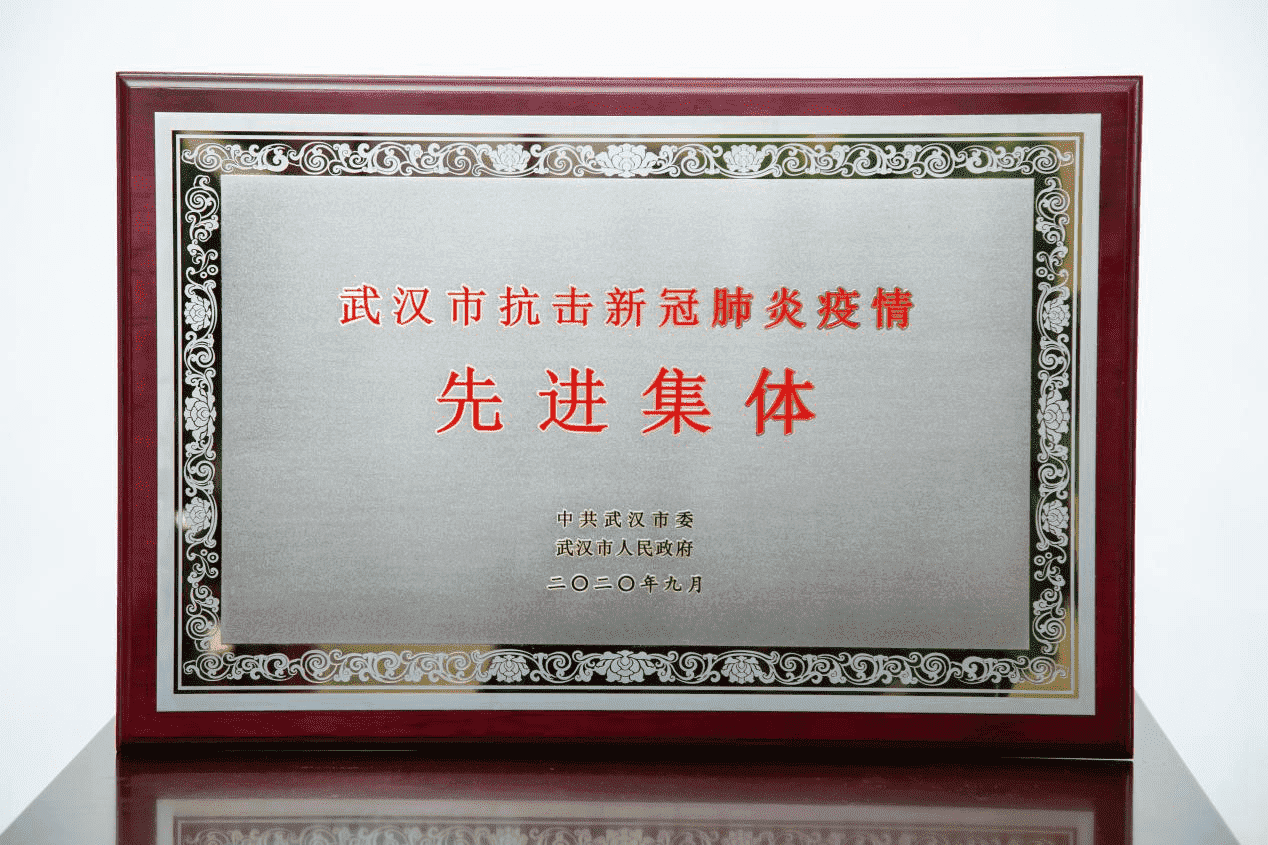 武汉市抗击新冠肺炎疫情
先进集体
中共武汉市委
武汉市人民政府
二〇二〇年九月